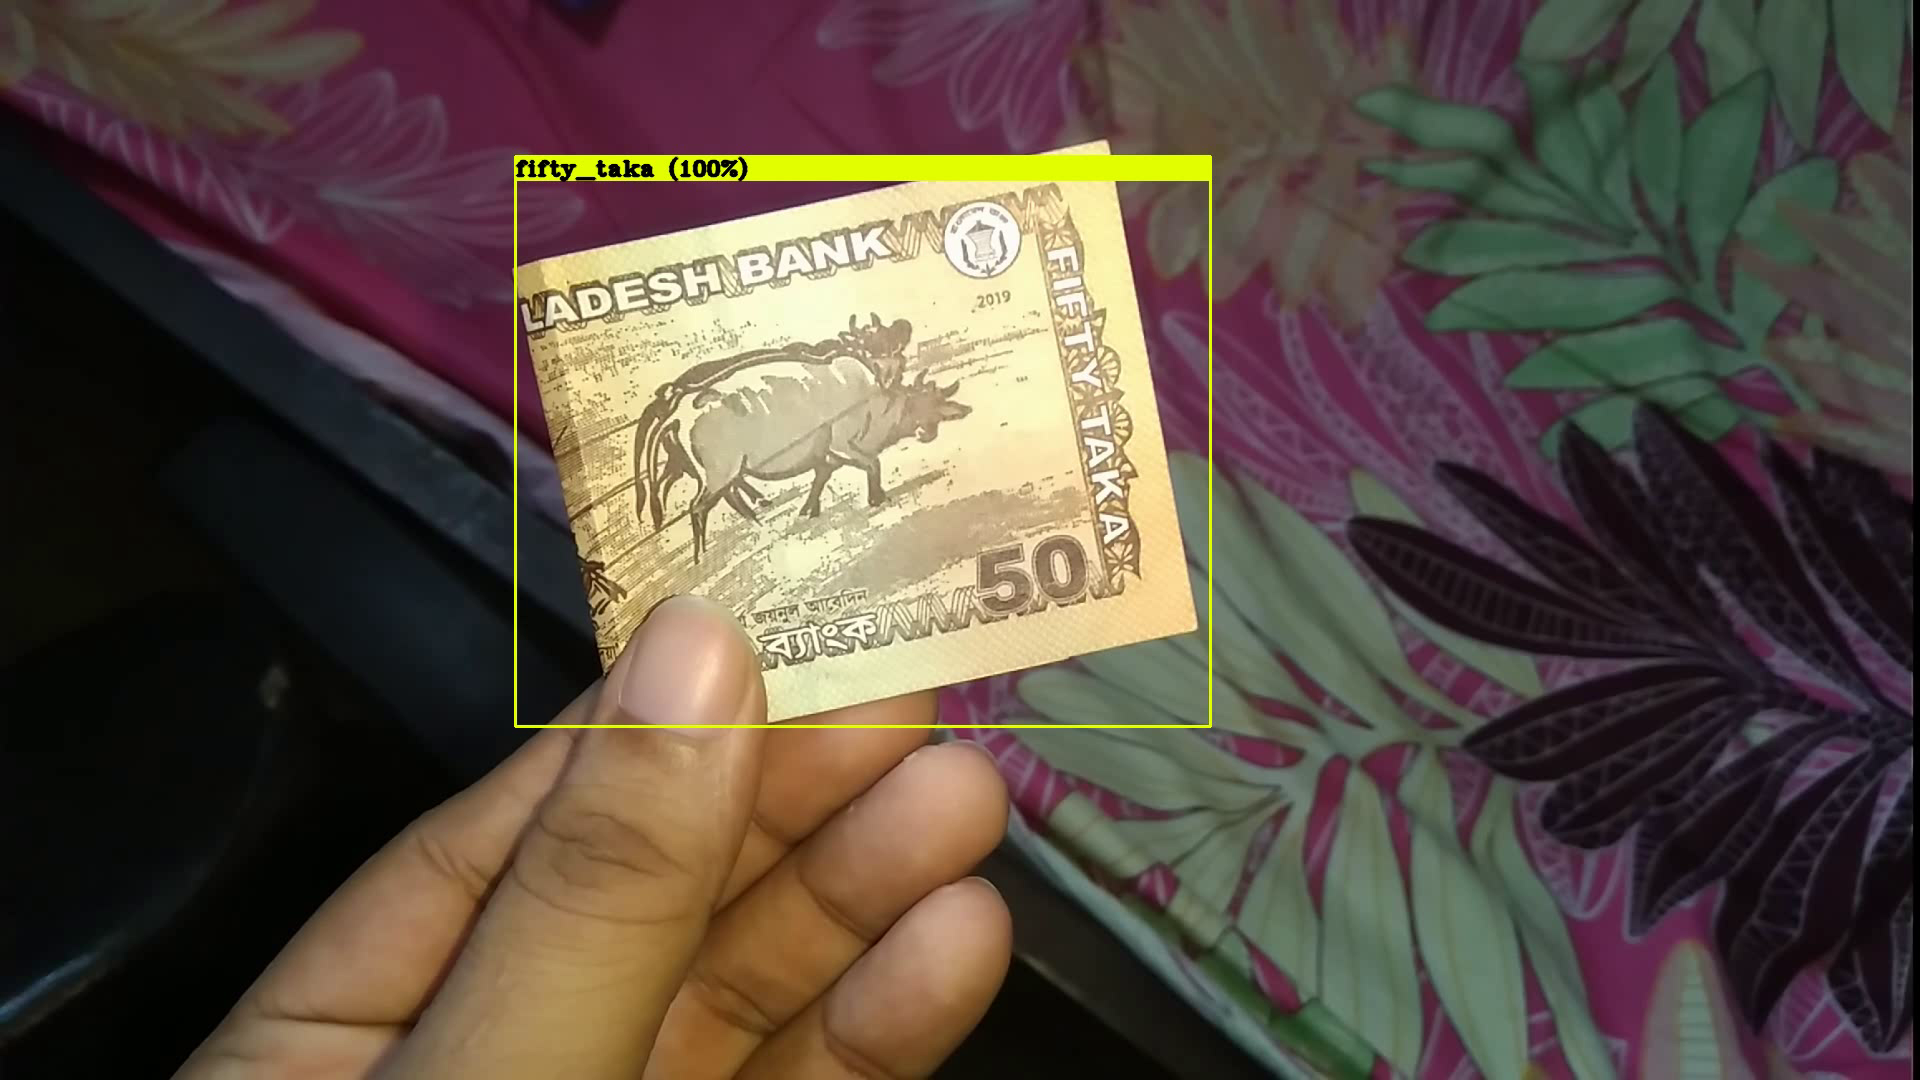 fifty_taka (100%)
LADESH BANK
2019
FIFTY TAKA
50
জয়নুল আবেদিন
ব্যাংক